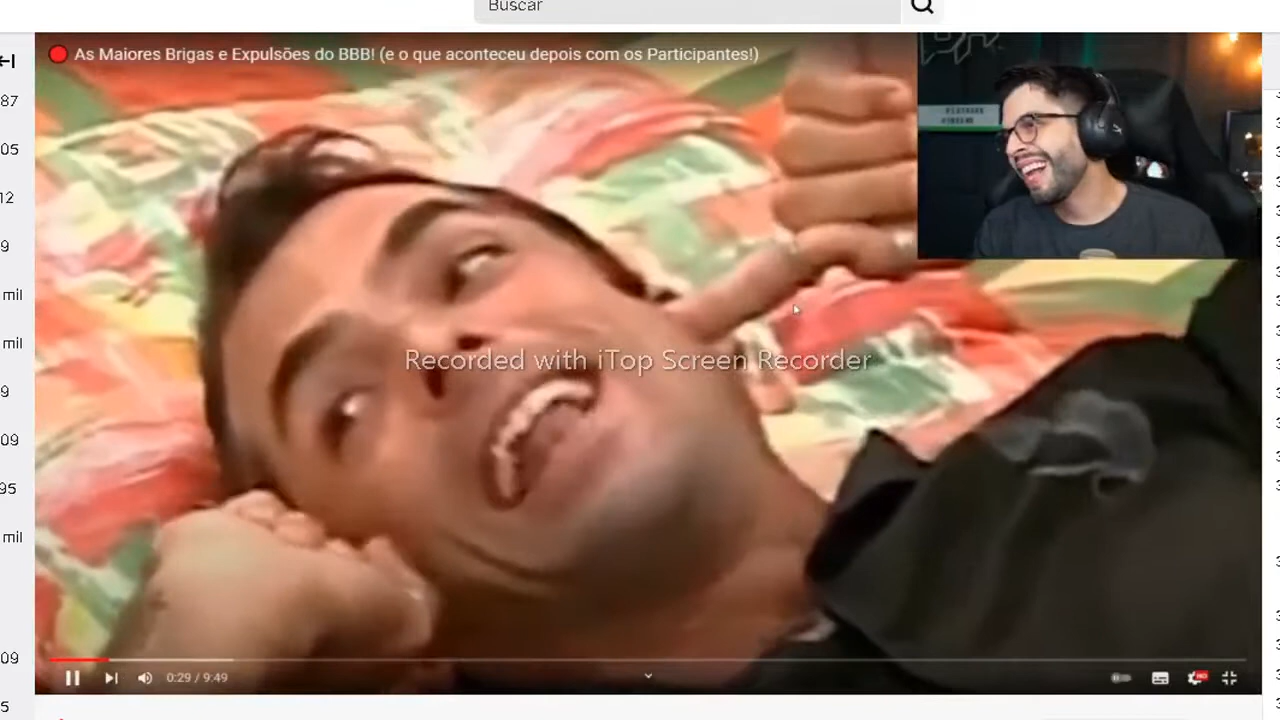 Buscar
As Maiores Brigas e Expulsões do BBB! (e o que aconteceu depois com os Participantes!)
87
05
12
9
mil
mil
9
09
95
mil
09
5
Recorded with iTop Screen Recorder
0:29 / 9:49
HD